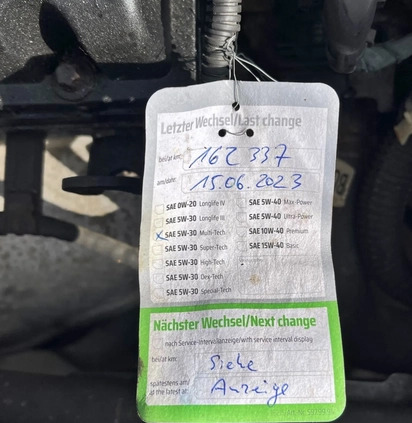 Letzter Wechsel/Last change
bei/at km: 162 337
am/date: 15.06.2023
SAE 0W-20 Longlife IV
SAE 5W-30 Longlife III
x SAE 5W-30 Multi-Tech
SAE 5W-30 Super-Tech
SAE 5W-30 High-Tech
SAE 5W-30 Dex-Tech
SAE 5W-30 Special-Tech
SAE 5W-40 Max-Power
SAE 5W-40 Ultra-Power
SAE 10W-40 Premium
SAE 15W-40 Basic
Nächster Wechsel/Next change
nach Service-Intervallanzeige/with service interval display
bei/at km: Siehe
spätestens am/
at the latest at: Anzeige